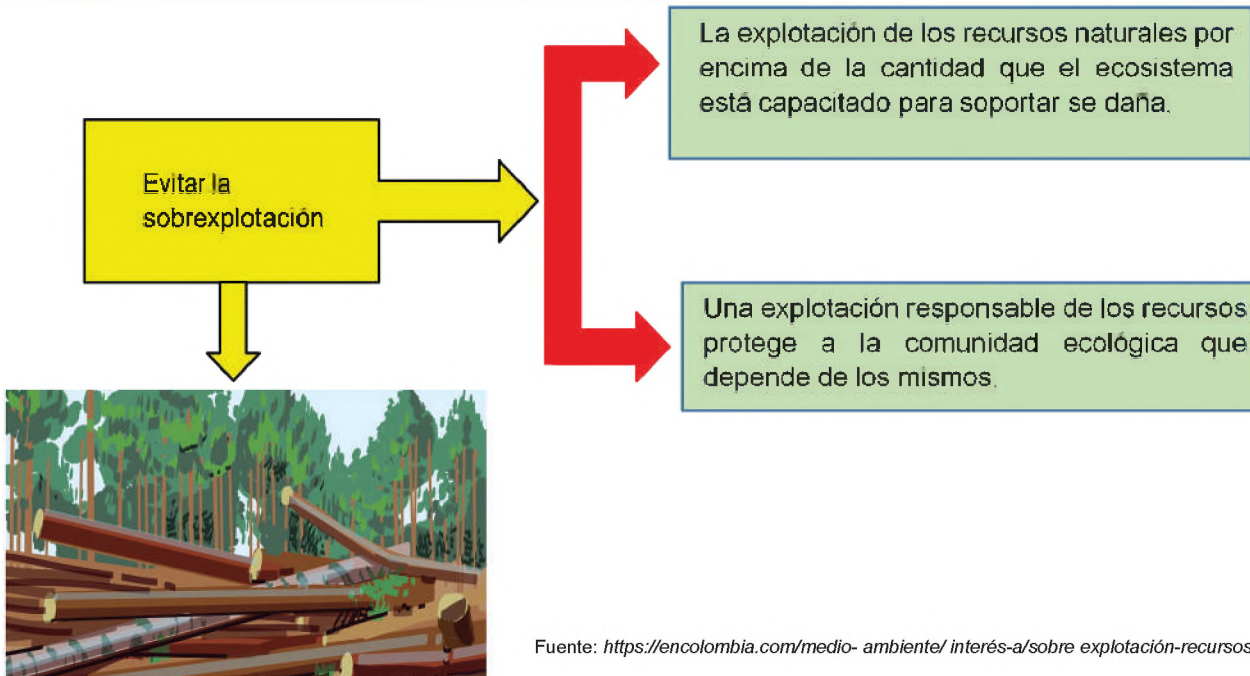 La explotación de los recursos naturales por
encima de la cantidad que el ecosistema
está capacitado para soportar se daña.
Evitar la
sobrexplotación
Una explotación responsable de los recursos
protege a la comunidad ecológica que
depende de los mismos.
Fuente: https://encolombia.com/medio- ambiente/ interés-a/sobre explotación-recursos